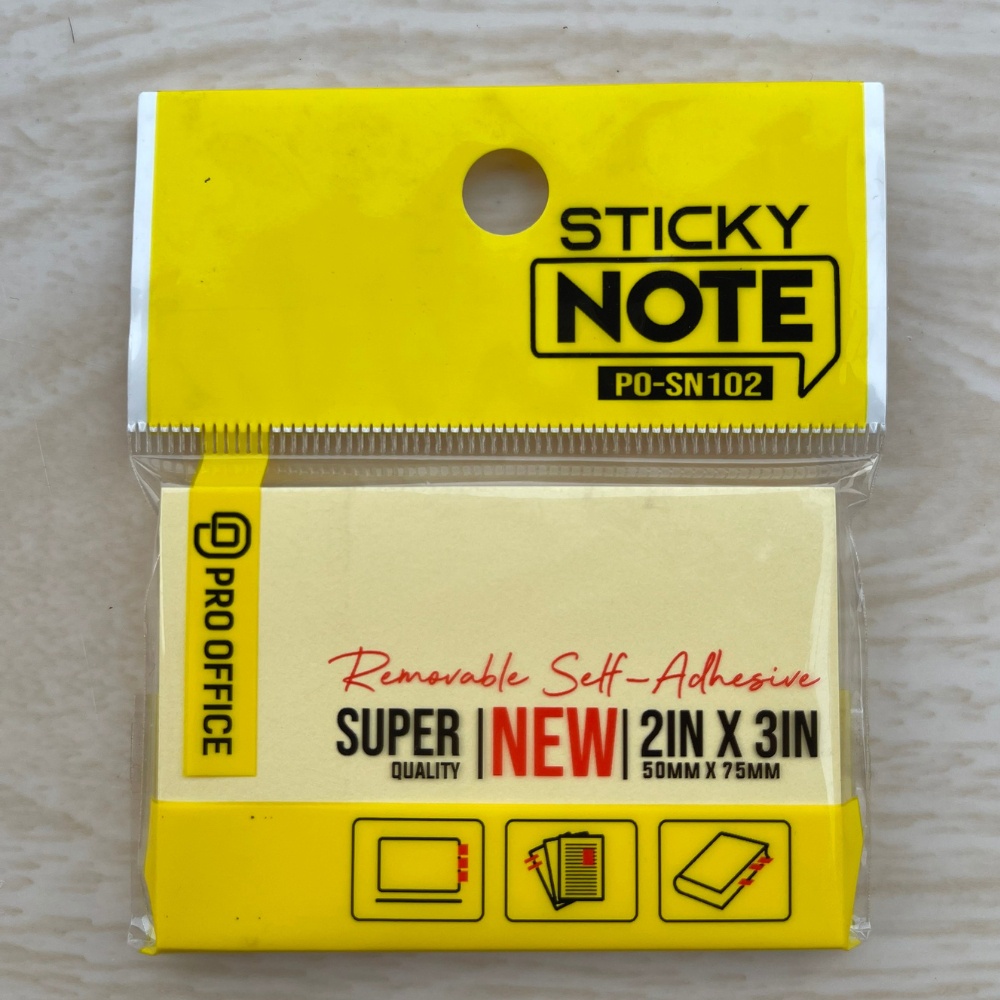 STICKY
NOTE
PO-SN102
PRO OFFICE
Removable Self-Adhesive
SUPER
QUALITY
NEW
2IN X 3IN
50MM X 75MM